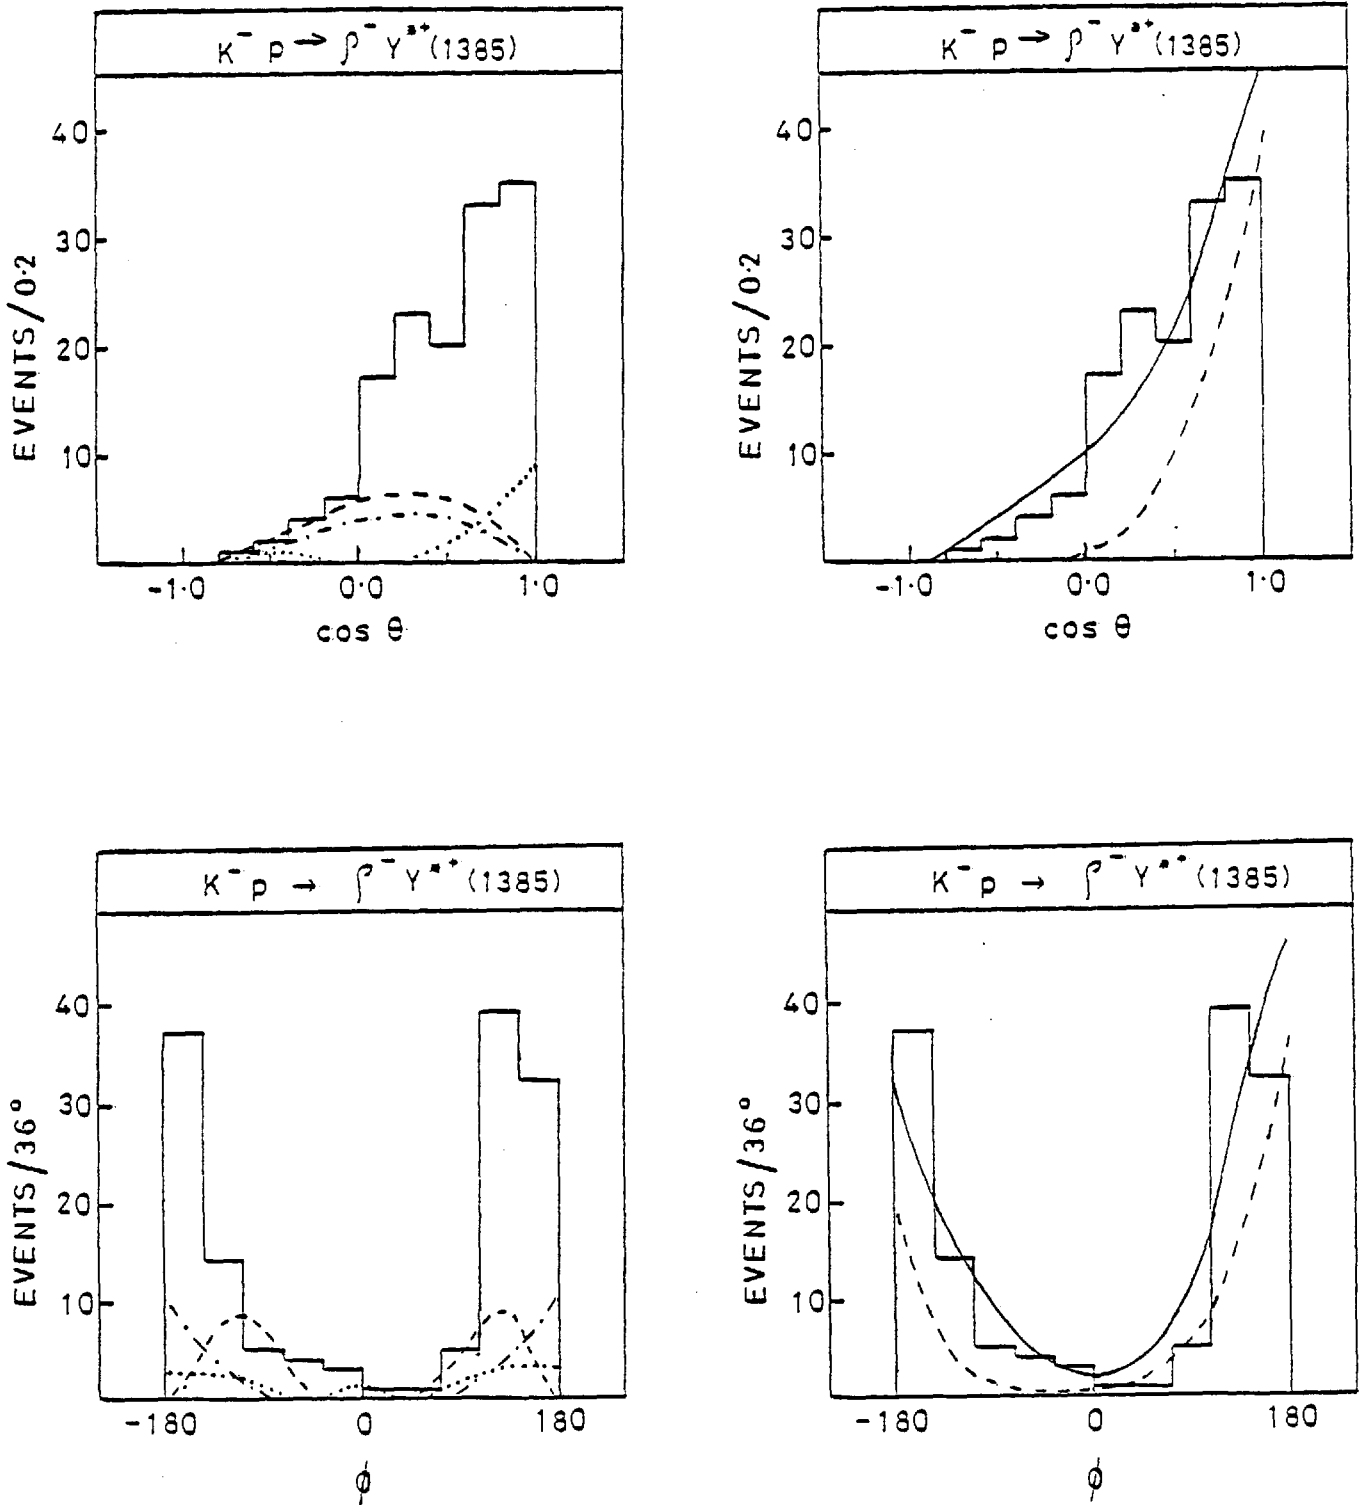 K⁻ p → ρ⁻ Y*⁺(1385)
40
30
20
10
EVENTS/0·2
-1·0 0·0 1·0
cos θ
K⁻ p → ρ⁻ Y*⁺(1385)
40
30
20
10
EVENTS/0·2
-1·0 0·0 1·0
cos θ
K⁻ p → ρ⁻ Y*⁺(1385)
40
30
20
10
EVENTS/36°
-180 0 180
ϕ
K⁻ p → ρ⁻ Y*⁺(1385)
40
30
20
10
EVENTS/36°
-180 0 180
ϕ